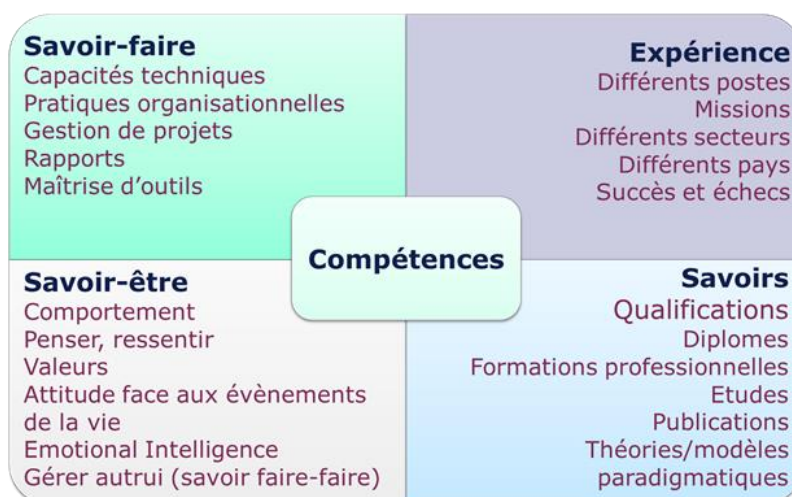 Savoir-faire
Capacités techniques
Pratiques organisationnelles
Gestion de projets
Rapports
Maîtrise d’outils
Expérience
Différents postes
Missions
Différents secteurs
Différents pays
Succès et échecs
Compétences
Savoir-être
Comportement
Penser, ressentir
Valeurs
Attitude face aux évènements
de la vie
Emotional Intelligence
Gérer autrui (savoir faire-faire)
Savoirs
Qualifications
Diplomes
Formations professionnelles
Etudes
Publications
Théories/modèles
paradigmatiques